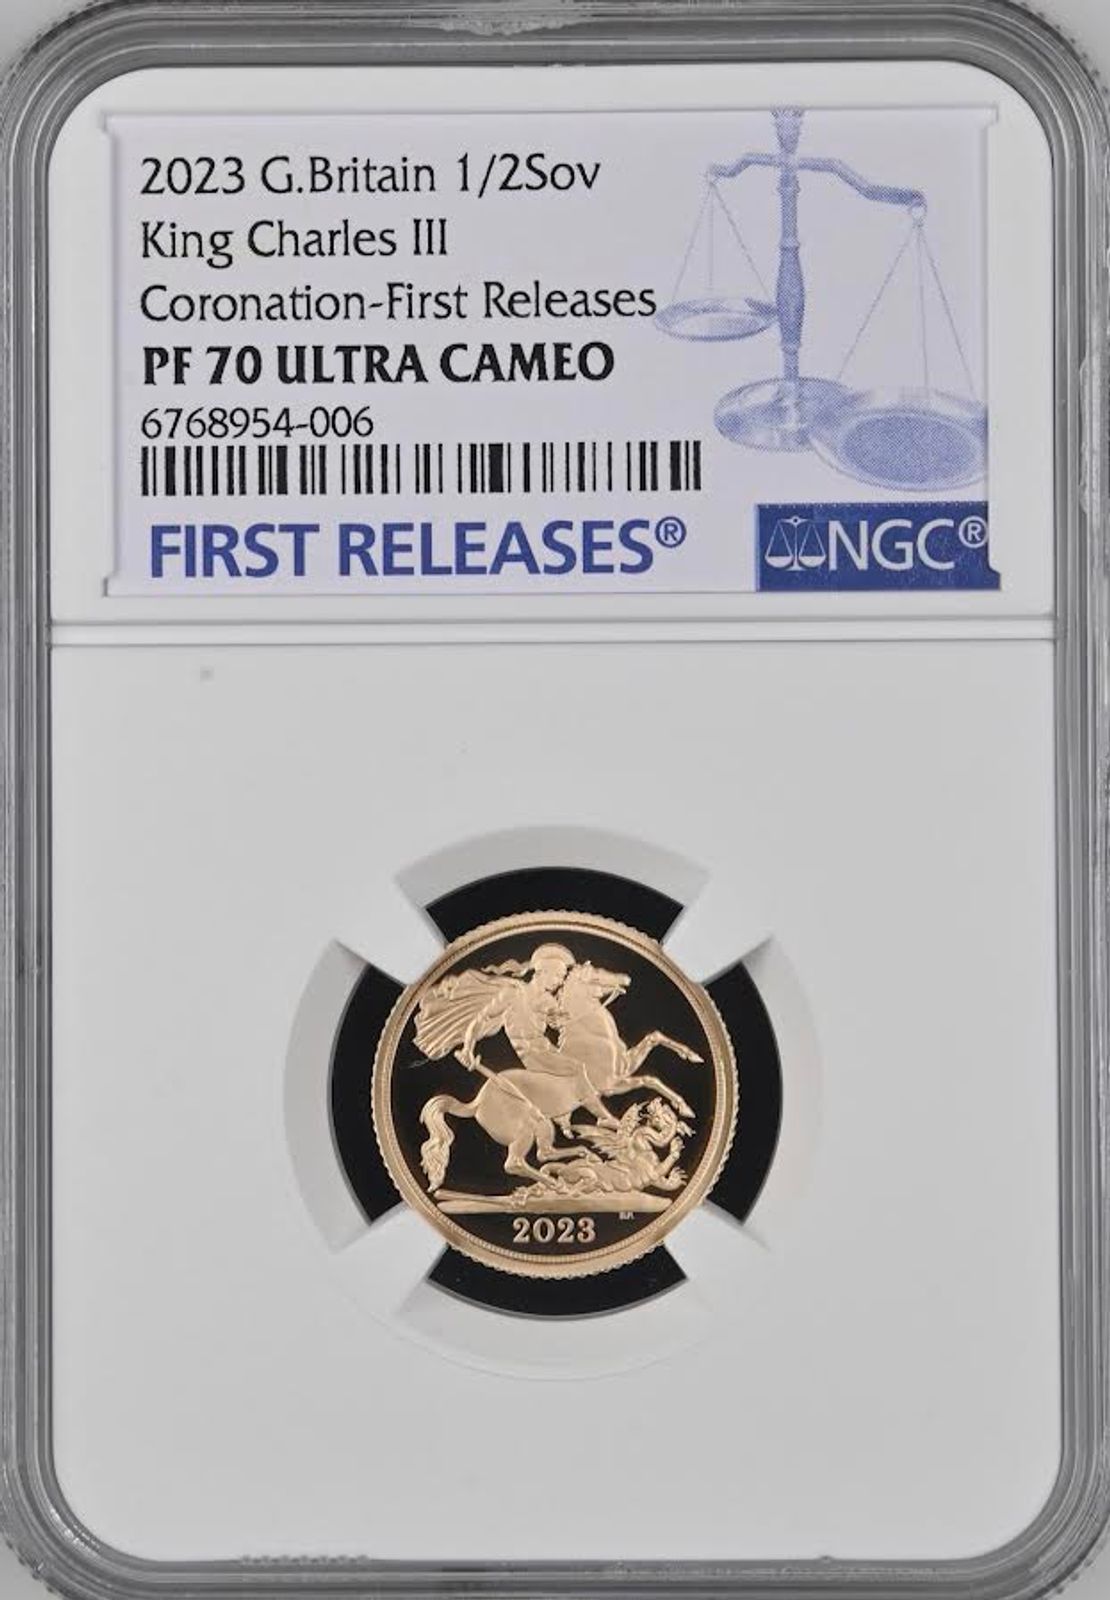 2023 G.Britain 1/2Sov
King Charles III
Coronation-First Releases
PF 70 ULTRA CAMEO
6768954-006
FIRST RELEASES®
NGC®
2023